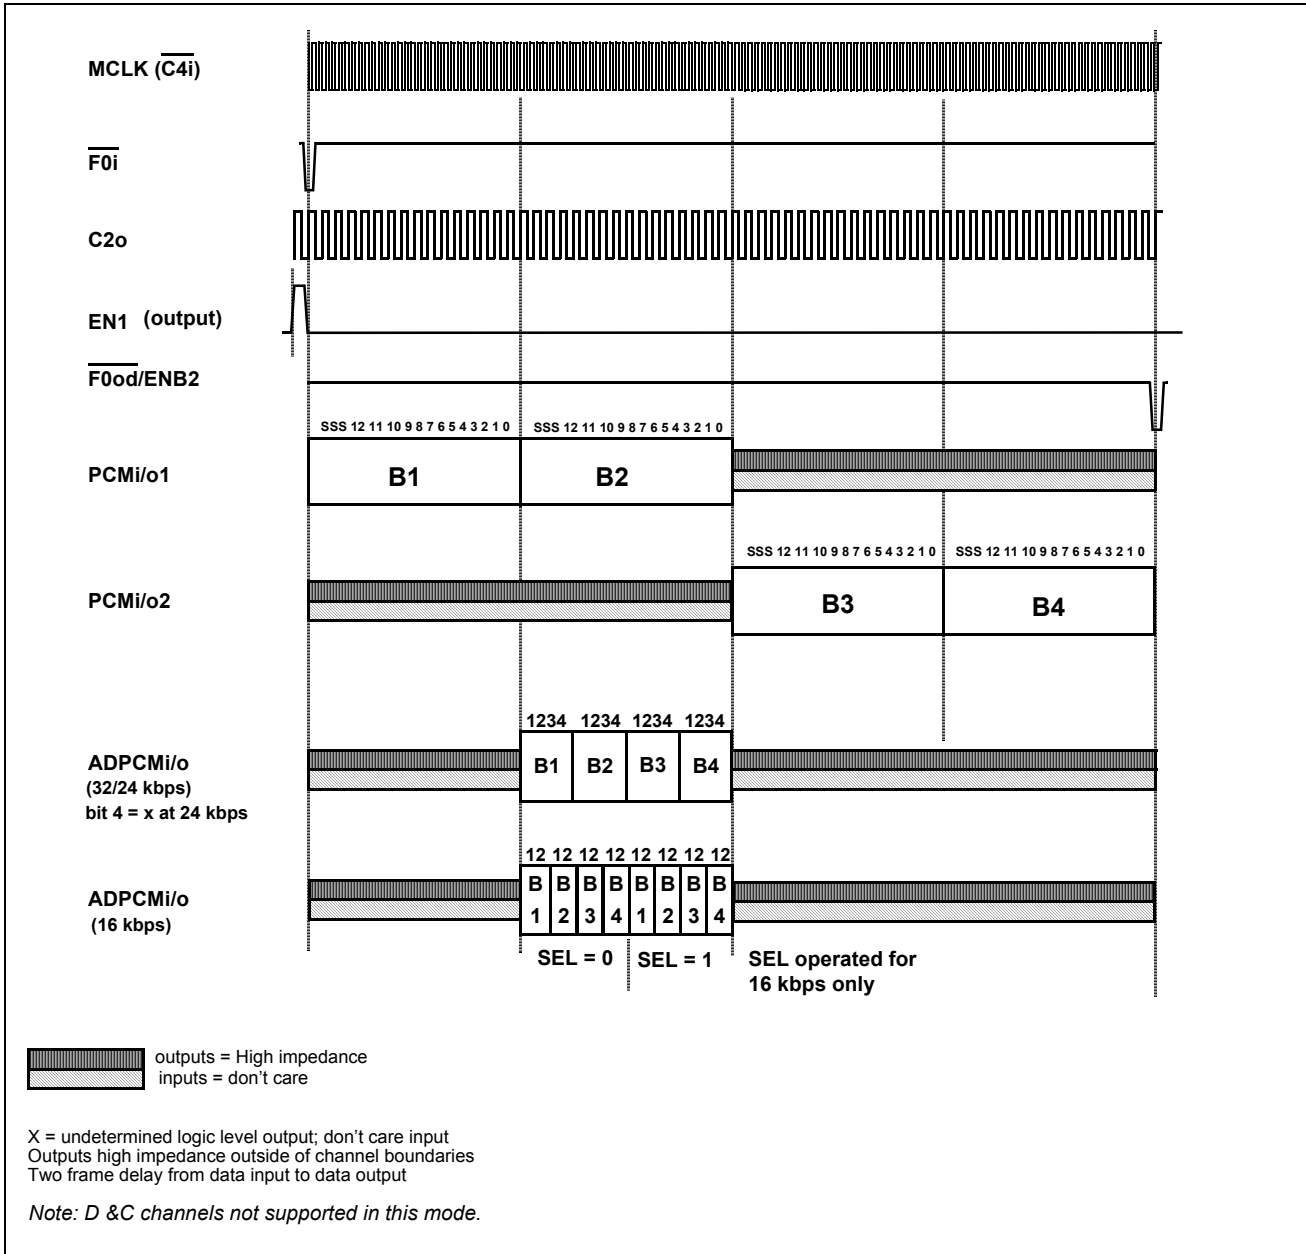 MCLK (C4i)
F0i
C2o
EN1 (output)
F0od/ENB2
SSS 12 11 10 9 8 7 6 5 4 3 2 1 0 SSS 12 11 10 9 8 7 6 5 4 3 2 1 0
PCMi/o1 B1 B2
SSS 12 11 10 9 8 7 6 5 4 3 2 1 0 SSS 12 11 10 9 8 7 6 5 4 3 2 1 0
PCMi/o2 B3 B4
1234 1234 1234 1234
ADPCMi/o B1 B2 B3 B4
(32/24 kbps)
bit 4 = x at 24 kbps
12 12 12 12 12 12 12 12
ADPCMi/o B B B B B B B B
(16 kbps) 1 2 3 4 1 2 3 4
SEL = 0 SEL = 1 SEL operated for
16 kbps only
outputs = High impedance
inputs = don't care
X = undetermined logic level output; don't care input
Outputs high impedance outside of channel boundaries
Two frame delay from data input to data output
Note: D &C channels not supported in this mode.